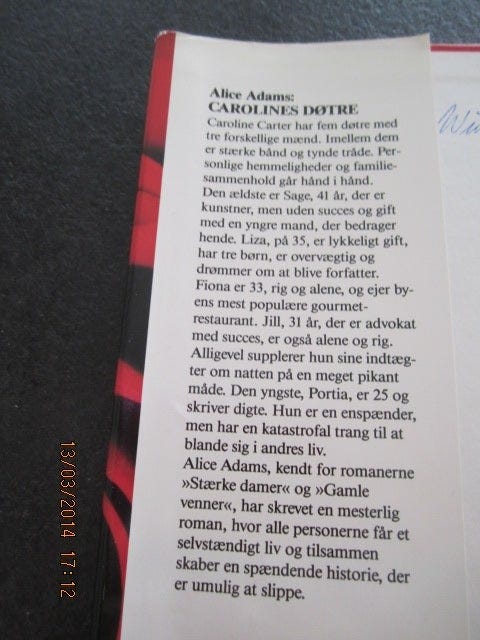 Alice Adams:
CAROLINES DØTRE
Caroline Carter har fem døtre med
tre forskellige mænd. Imellem dem
er stærke bånd og tynde tråde. Per-
sonlige hemmeligheder og familie-
sammenhold går hånd i hånd.
Den ældste er Sage, 41 år, der er
kunstner, men uden succes og gift
med en yngre mand, der bedrager
hende. Liza, på 35, er lykkeligt gift,
har tre børn, er overvægtig og
drømmer om at blive forfatter.
Fiona er 33, rig og alene, og ejer by-
ens mest populære gourmet-
restaurant. Jill, 31 år, der er advokat
med succes, er også alene og rig.
Alligevel supplerer hun sine indtæg-
ter om natten på en meget pikant
måde. Den yngste, Portia, er 25 og
skriver digte. Hun er en enspænder,
men har en katastrofal trang til at
blande sig i andres liv.
Alice Adams, kendt for romanerne
»Stærke damer« og »Gamle
venner«, har skrevet en mesterlig
roman, hvor alle personerne får et
selvstændigt liv og tilsammen
skaber en spændende historie, der
er umulig at slippe.
13/03/2014 17:12